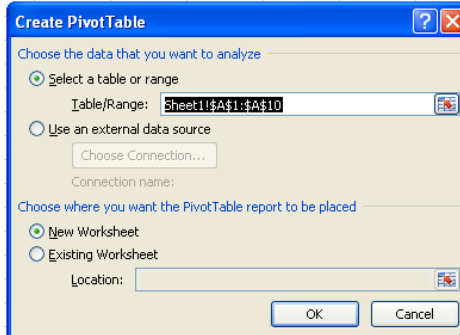 Create PivotTable
Choose the data that you want to analyze
Select a table or range
Table/Range: Sheet1!$A$1:$A$10
Use an external data source
Choose Connection...
Connection name:
Choose where you want the PivotTable report to be placed
New Worksheet
Existing Worksheet
Location:
OK Cancel